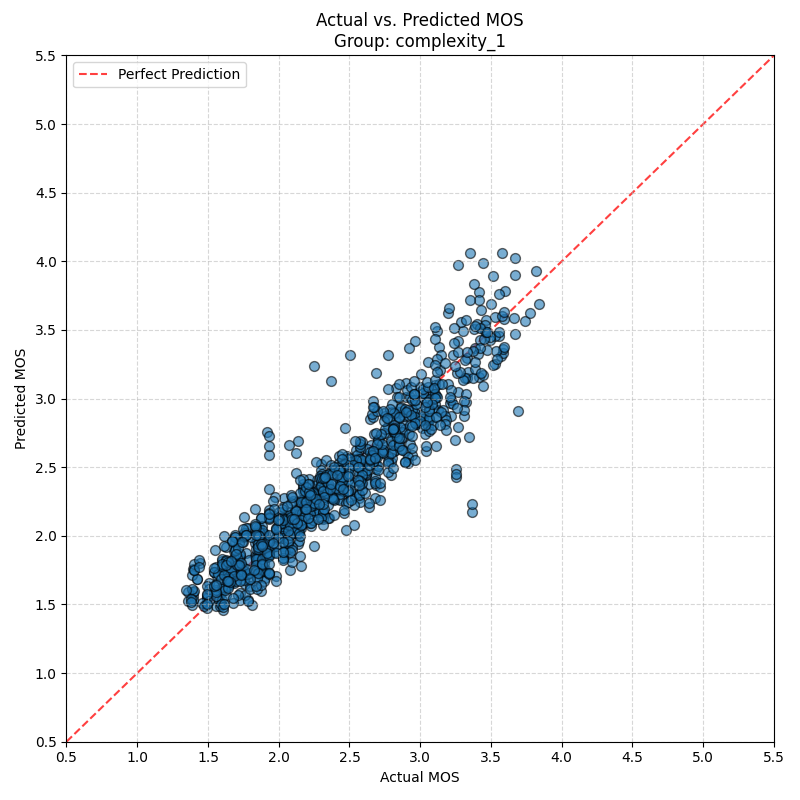 Actual vs. Predicted MOS
Group: complexity_1
Perfect Prediction
5.5
5.0
4.5
4.0
3.5
3.0
2.5
2.0
1.5
1.0
0.5
Predicted MOS
0.5 1.0 1.5 2.0 2.5 3.0 3.5 4.0 4.5 5.0 5.5
Actual MOS